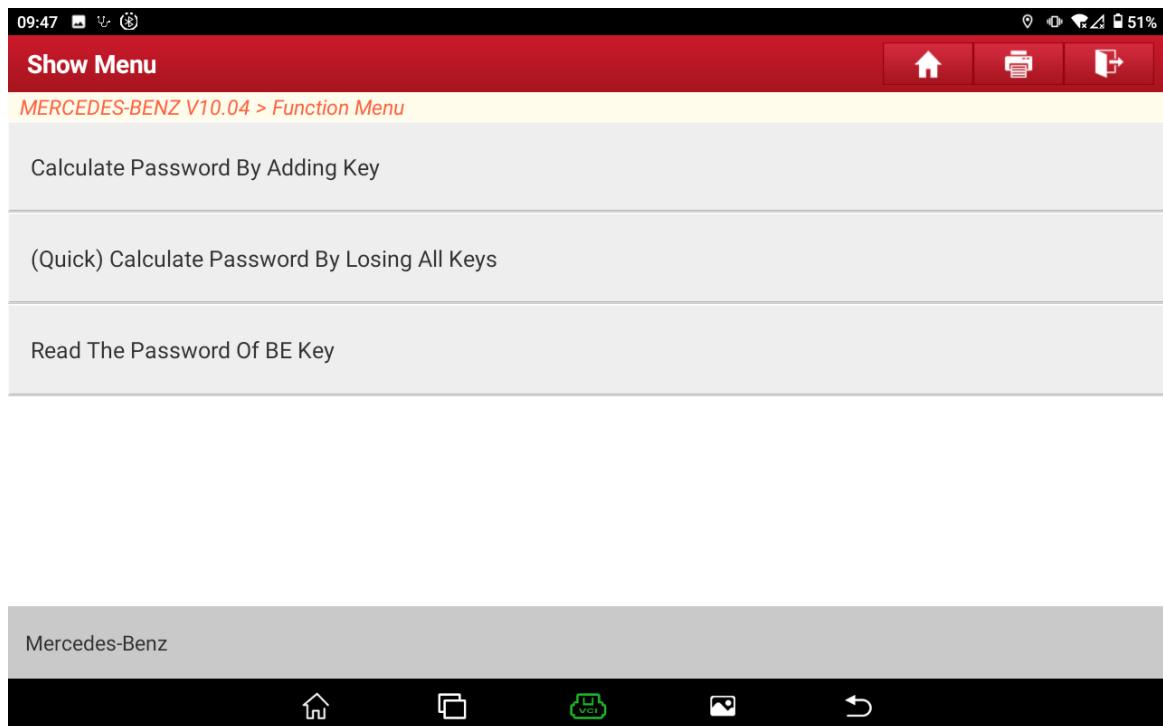 09:47
51%
Show Menu
MERCEDES-BENZ V10.04 > Function Menu
Calculate Password By Adding Key
(Quick) Calculate Password By Losing All Keys
Read The Password Of BE Key
Mercedes-Benz
VCI